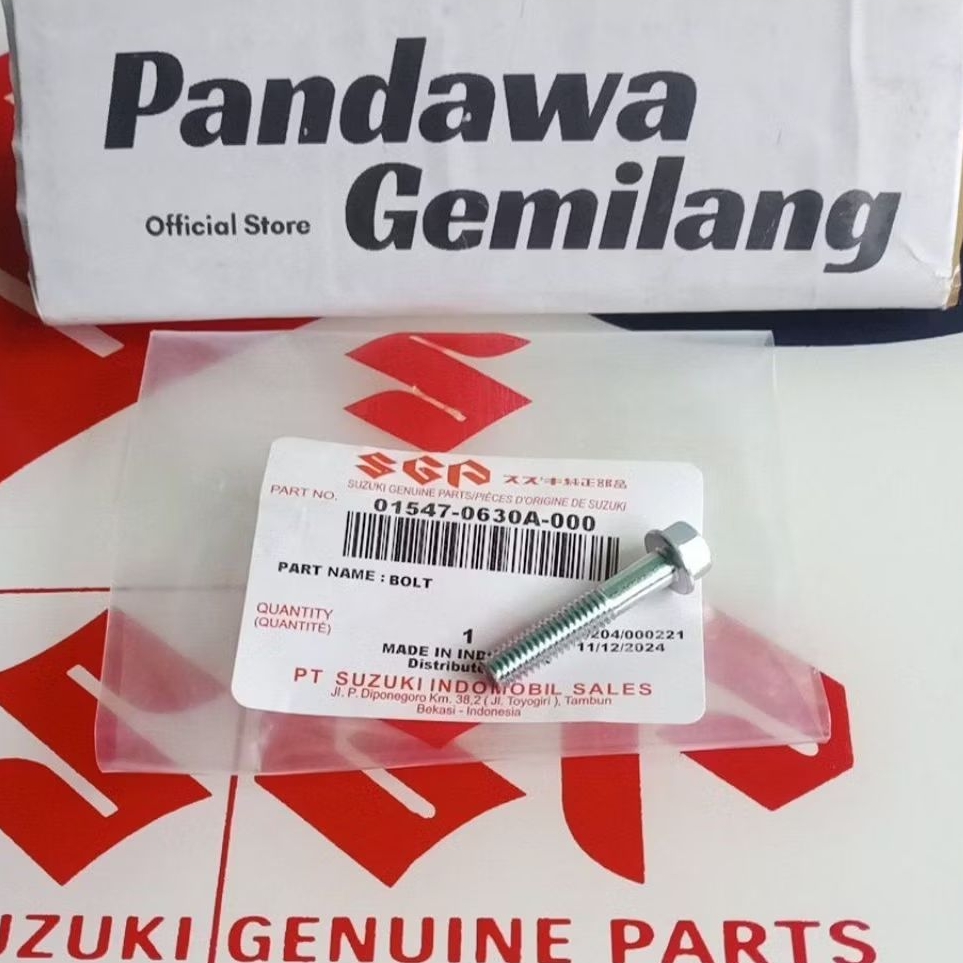 Pandawa
Official Store Gemilang
SGP スズキ純正部品
SUZUKI GENUINE PARTS/PIÈCES D'ORIGINE DE SUZUKI
PART NO. 01547-0630A-000
PART NAME : BOLT
QUANTITY
(QUANTITÉ)
1
204/000221
MADE IN 11/12/2024
PT SUZUKI INDOMOBIL SALES
Jl. P. Diponegoro Km. 38,2 ( Jl. Toyogiri ), Tambun
Bekasi - Indonesia
UZUKI GENUINE PARTS